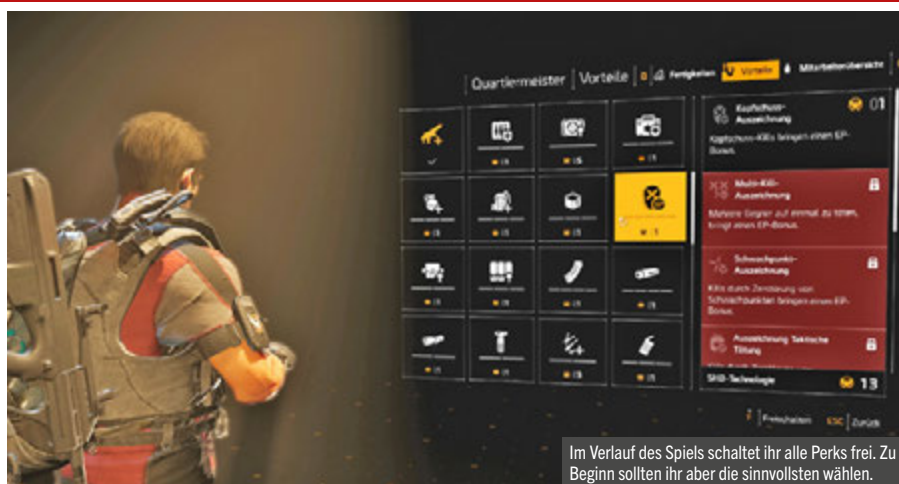 Quartiermeister | Vorteile
Fertigkeiten
Vorteile
Mitarbeiterübersicht
Kopfschuss-
Auszeichnung
01
Kopfschuss-Kills bringen einen EP-
Bonus.
Multi-Kill-
Auszeichnung
Mehrere Gegner auf einmal zu töten,
bringt einen EP-Bonus.
Schwachpunkt-
Auszeichnung
Kills durch Zerstörung von
Schwachpunkten bringen einen EP-
Bonus.
Auszeichnung Taktische
Tötung
SHD-Technologie
13
Freischalten
ESC
Zurück
Im Verlauf des Spiels schaltet ihr alle Perks frei. Zu
Beginn sollten ihr aber die sinnvollsten wählen.